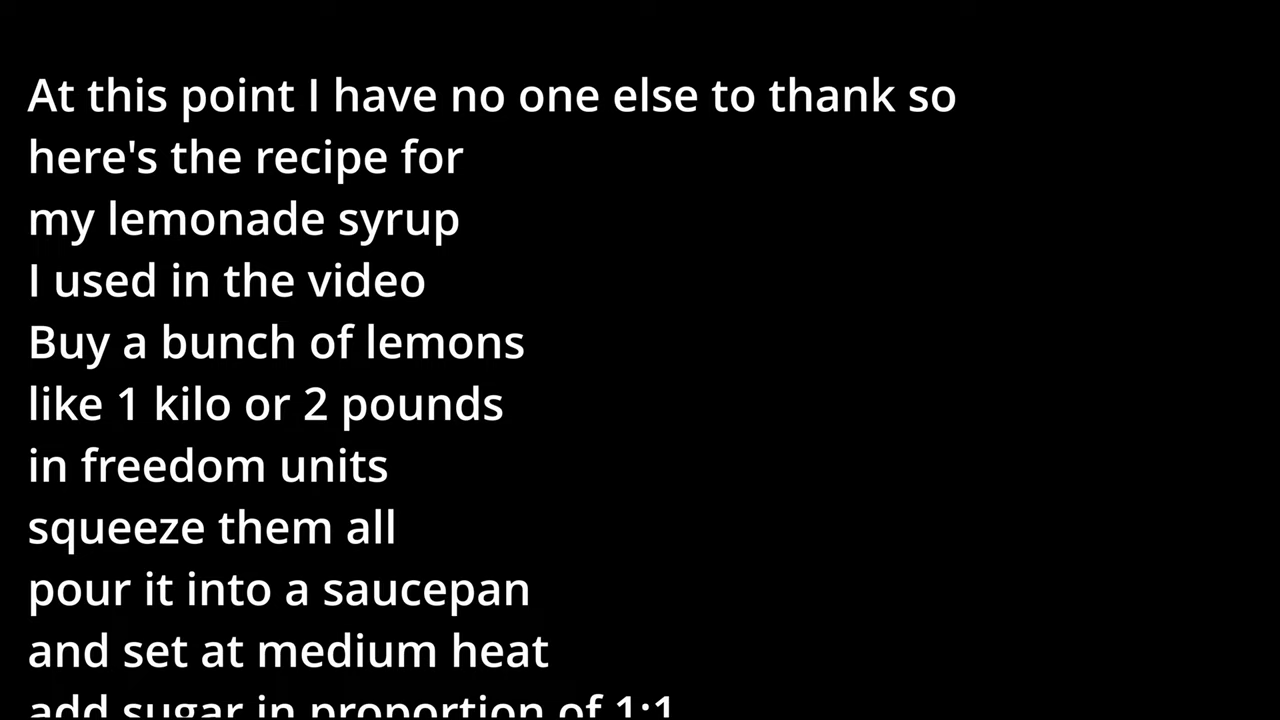 At this point I have no one else to thank so
here's the recipe for
my lemonade syrup
I used in the video
Buy a bunch of lemons
like 1 kilo or 2 pounds
in freedom units
squeeze them all
pour it into a saucepan
and set at medium heat
add sugar in proportion of 1:1